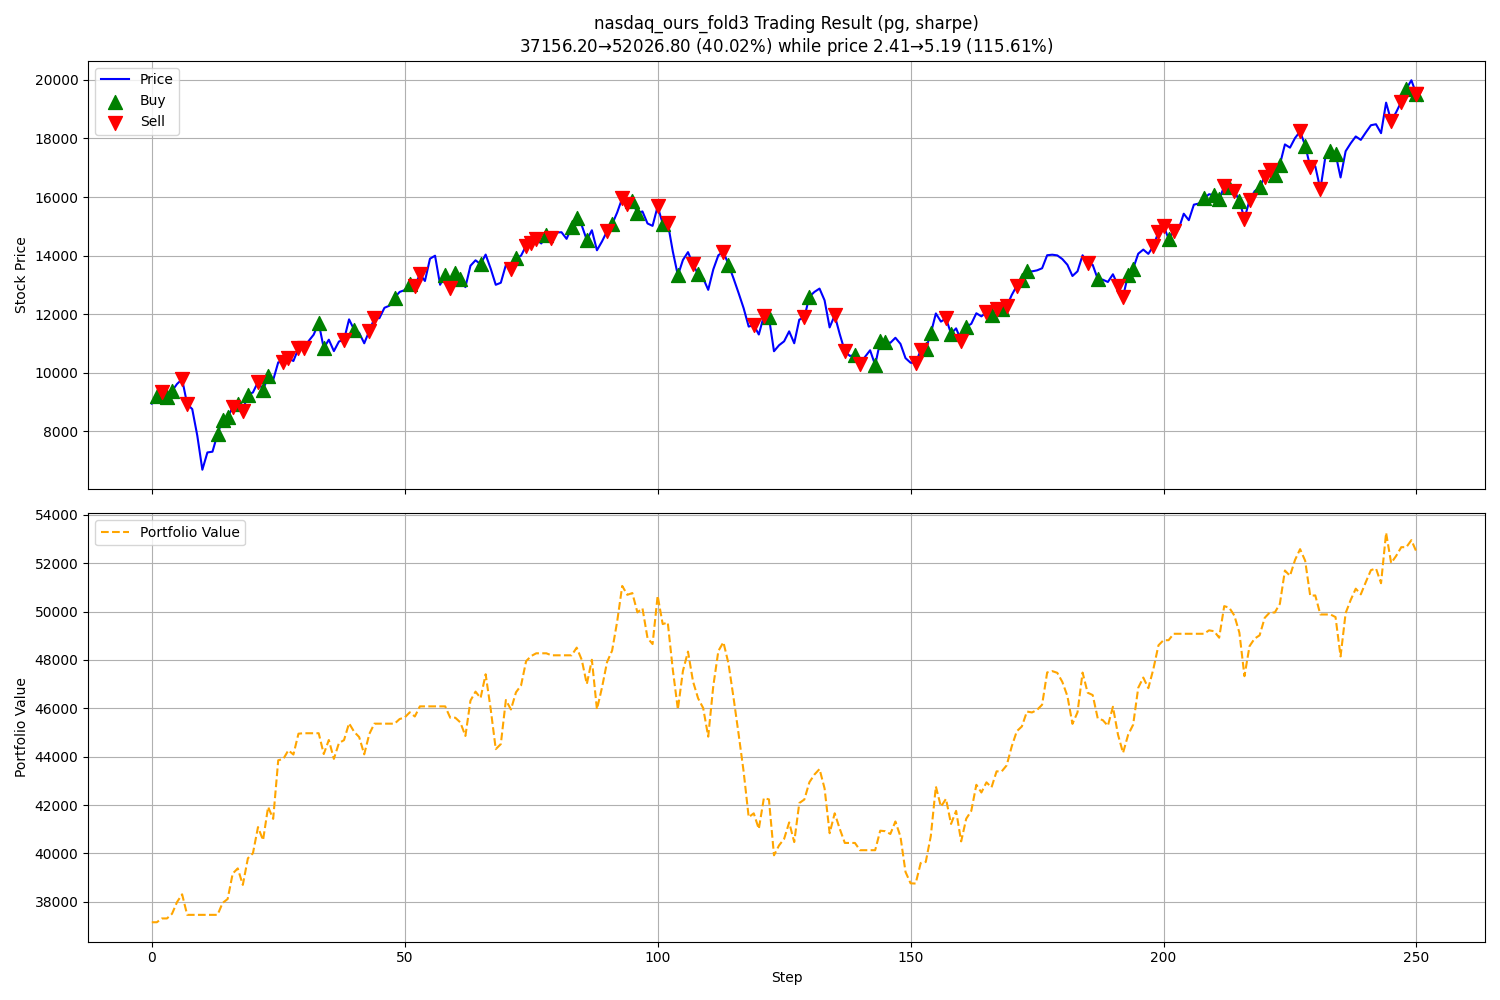 nasdaq_ours_fold3 Trading Result (pg, sharpe)
37156.20→52026.80 (40.02%) while price 2.41→5.19 (115.61%)
Price
Buy
Sell
Stock Price
20000
18000
16000
14000
12000
10000
8000
Portfolio Value
Portfolio Value
54000
52000
50000
48000
46000
44000
42000
40000
38000
0
50
100
150
200
250
Step